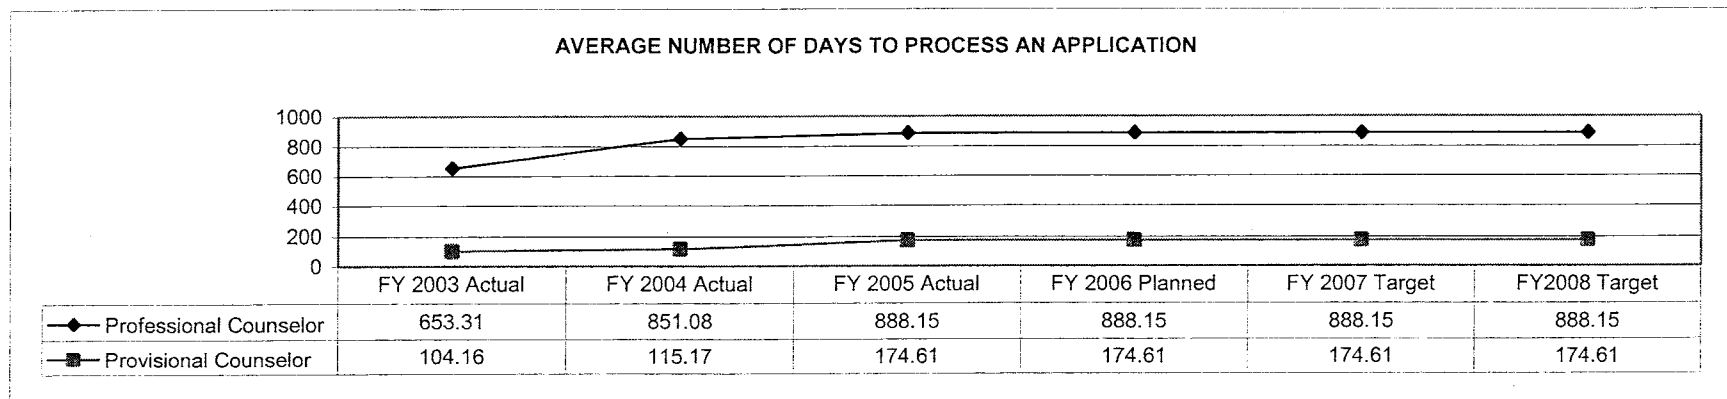 AVERAGE NUMBER OF DAYS TO PROCESS AN APPLICATION
1000
800
600
400
200
0
FY 2003 Actual FY 2004 Actual FY 2005 Actual FY 2006 Planned FY 2007 Target FY2008 Target
Professional Counselor 653.31 851.08 888.15 888.15 888.15 888.15
Provisional Counselor 104.16 115.17 174.61 174.61 174.61 174.61